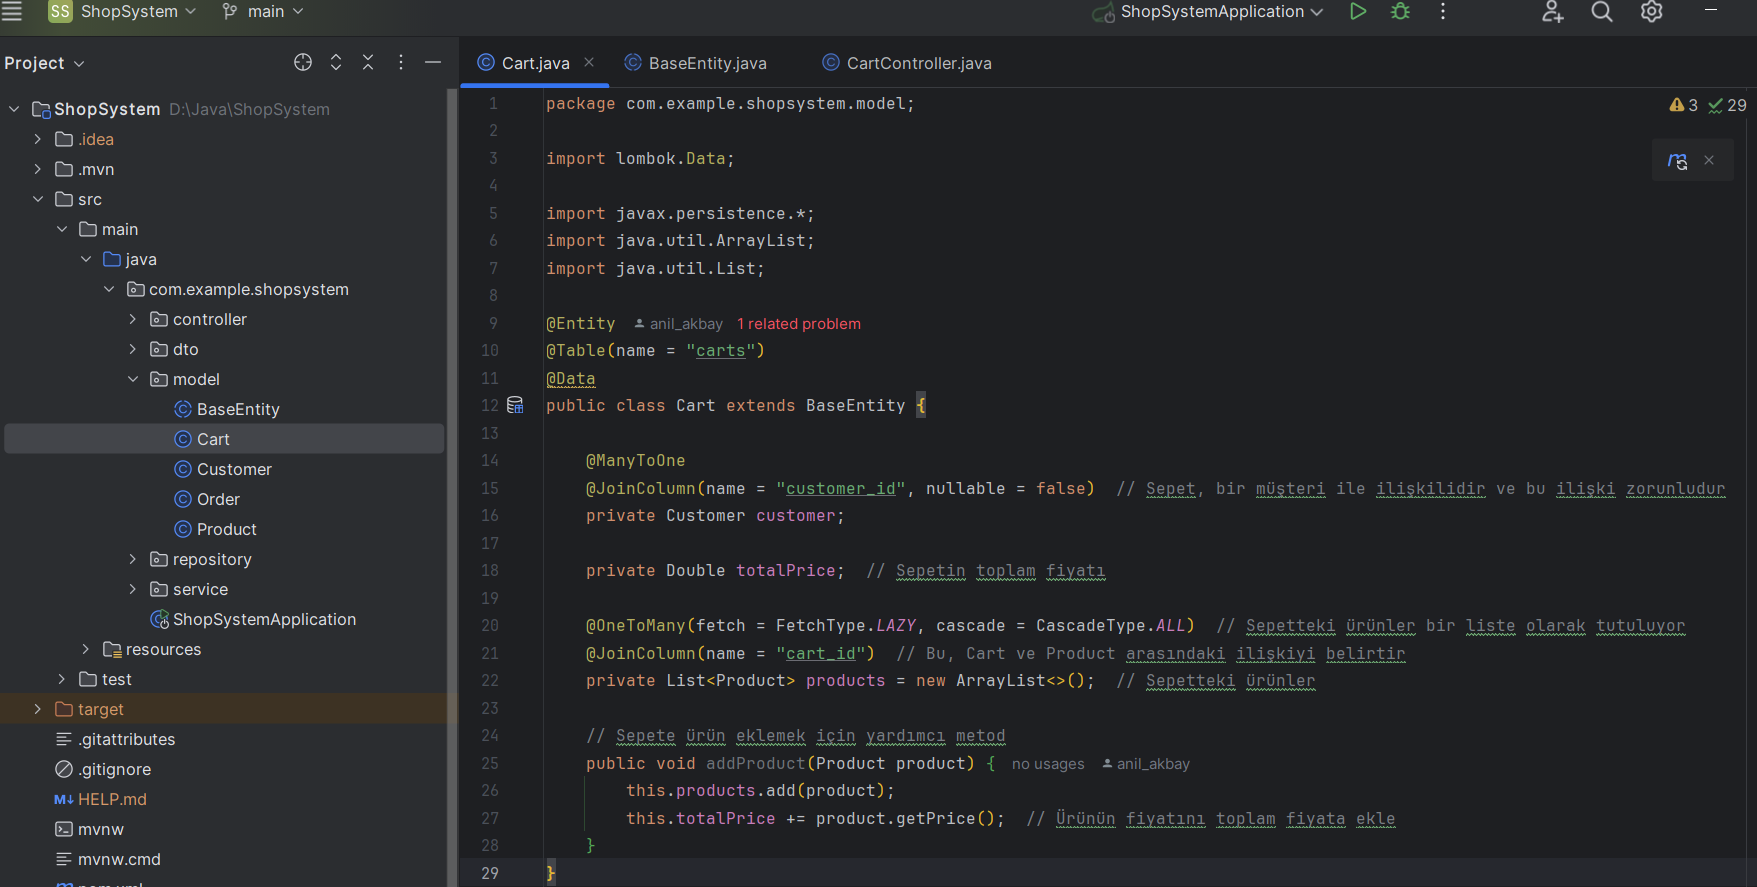 SS ShopSystem main ShopSystemApplication
Project
Cart.java BaseEntity.java CartController.java
ShopSystem D:\Java\ShopSystem
.idea
.mvn
src
main
java
com.example.shopsystem
controller
dto
model
BaseEntity
Cart
Customer
Order
Product
repository
service
ShopSystemApplication
resources
test
target
.gitattributes
.gitignore
M↓ HELP.md
mvnw
mvnw.cmd
3 29
1 package com.example.shopsystem.model;
2
3 import lombok.Data;
4
5 import javax.persistence.*;
6 import java.util.ArrayList;
7 import java.util.List;
8
9 @Entity anil_akbay 1 related problem
10 @Table(name = "carts")
11 @Data
12 public class Cart extends BaseEntity {
13
14 @ManyToOne
15 @JoinColumn(name = "customer_id", nullable = false) // Sepet, bir müşteri ile ilişkilidir ve bu ilişki zorunludur
16 private Customer customer;
17
18 private Double totalPrice; // Sepetin toplam fiyatı
19
20 @OneToMany(fetch = FetchType.LAZY, cascade = CascadeType.ALL) // Sepetteki ürünler bir liste olarak tutuluyor
21 @JoinColumn(name = "cart_id") // Bu, Cart ve Product arasındaki ilişkiyi belirtir
22 private List<Product> products = new ArrayList<>(); // Sepetteki ürünler
23
24 // Sepete ürün eklemek için yardımcı metod
25 public void addProduct(Product product) { no usages anil_akbay
26 this.products.add(product);
27 this.totalPrice += product.getPrice(); // Ürünün fiyatını toplam fiyata ekle
28 }
29 }